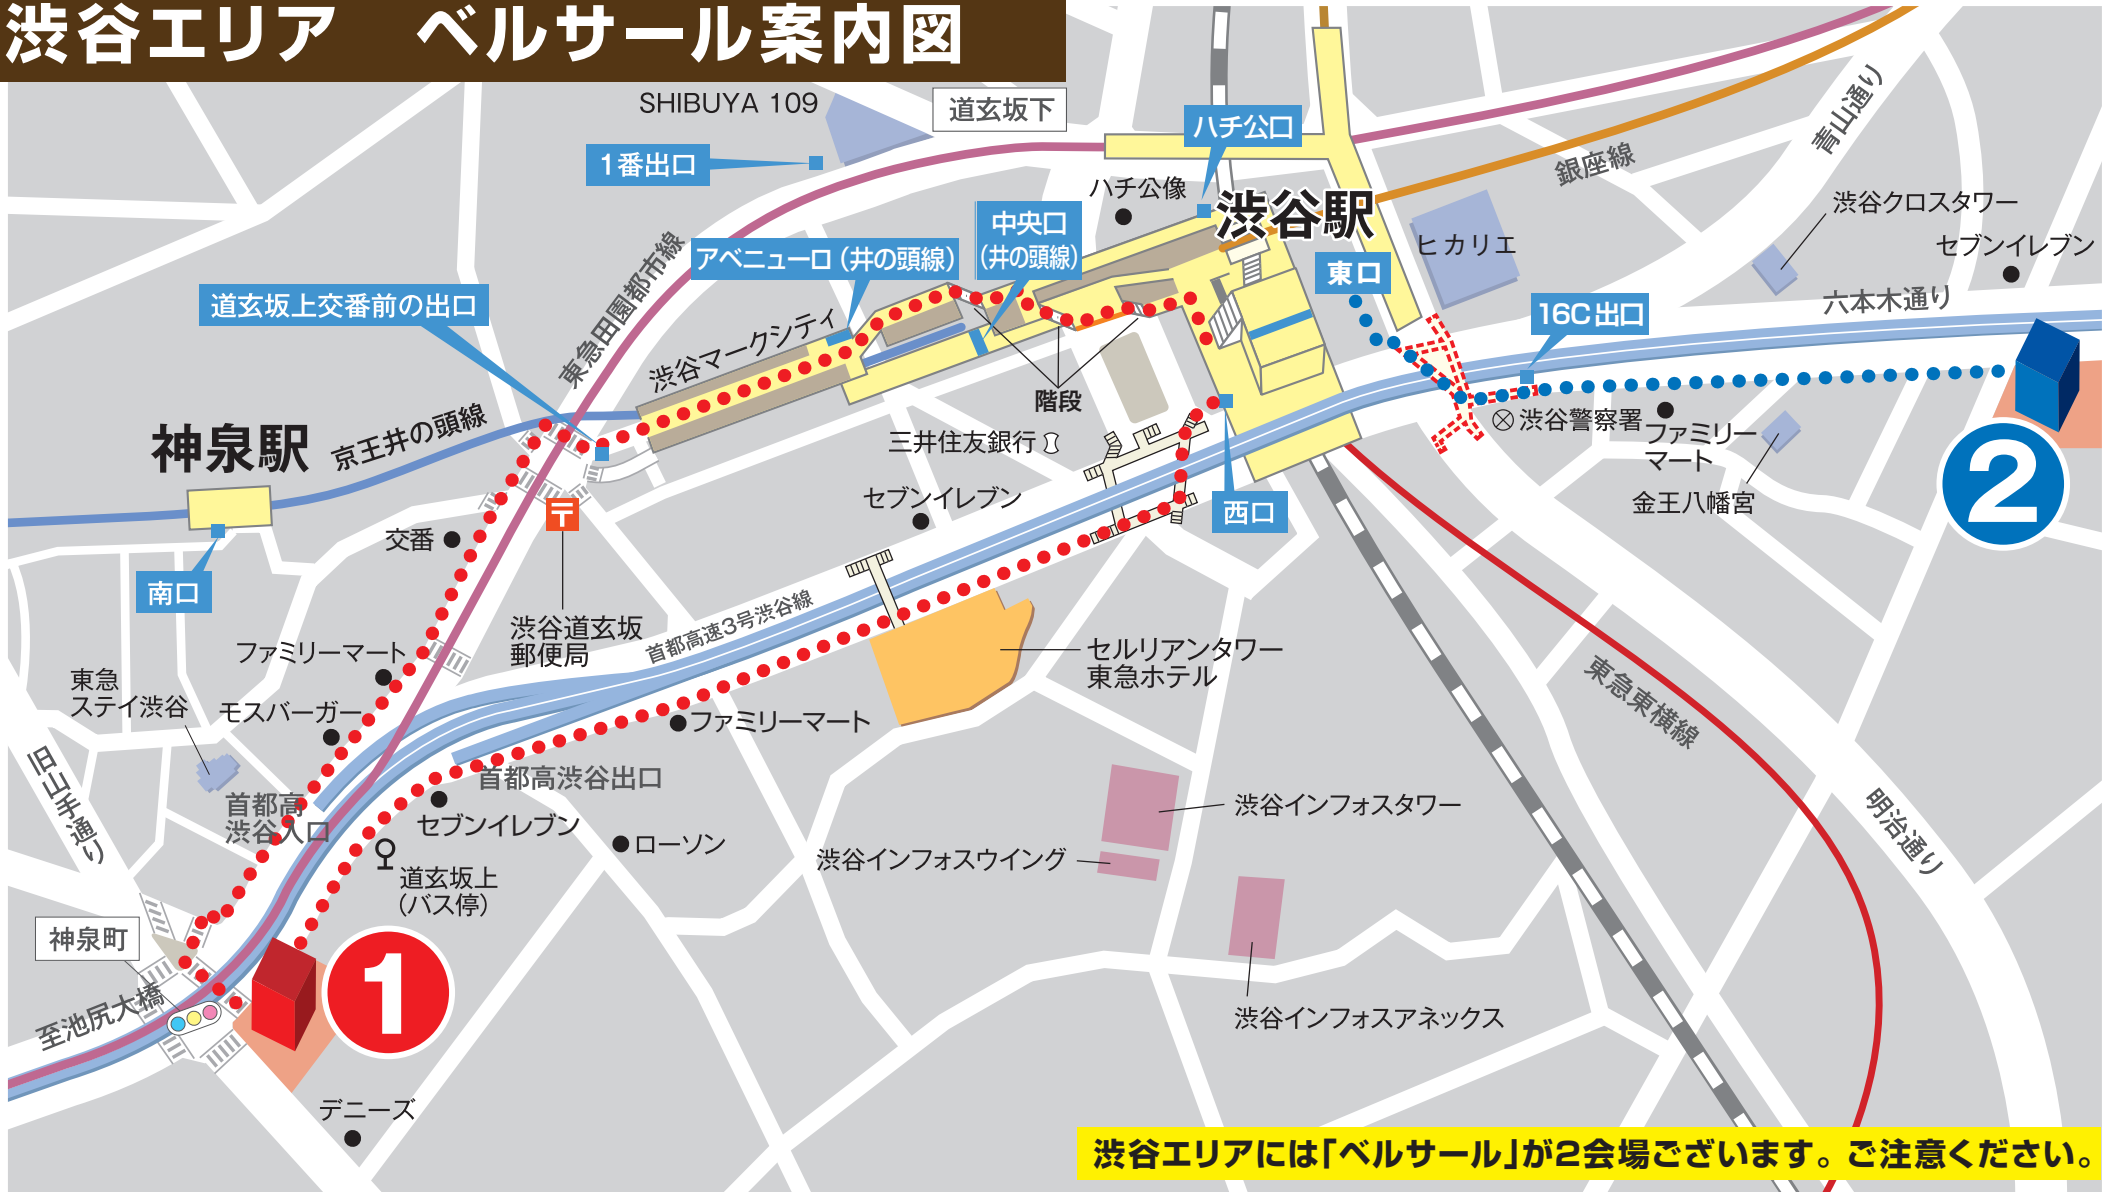 渋谷エリア　ベルサール案内図
SHIBUYA 109
道玄坂下
1番出口
ハチ公口
ハチ公像
渋谷駅
中央口
(井の頭線)
アベニュー口(井の頭線)
東口
ヒカリエ
銀座線
青山通り
渋谷クロスタワー
セブンイレブン
六本木通り
16C出口
道玄坂上交番前の出口
東急田園都市線
渋谷マークシティ
階段
神泉駅
京王井の頭線
三井住友銀行
セブンイレブン
渋谷警察署
ファミリー
マート
金王八幡宮
2
西口
交番
〒
南口
渋谷道玄坂
郵便局
首都高速3号渋谷線
セルリアンタワー
東急ホテル
ファミリーマート
東急
ステイ渋谷
モスバーガー
ファミリーマート
首都高渋谷出口
旧山手通り
首都高
渋谷入口
セブンイレブン
ローソン
道玄坂上
(バス停)
渋谷インフォスタワー
渋谷インフォスウイング
渋谷インフォスアネックス
東急東横線
明治通り
神泉町
至池尻大橋
1
デニーズ
渋谷エリアには「ベルサール」が2会場ございます。ご注意ください。